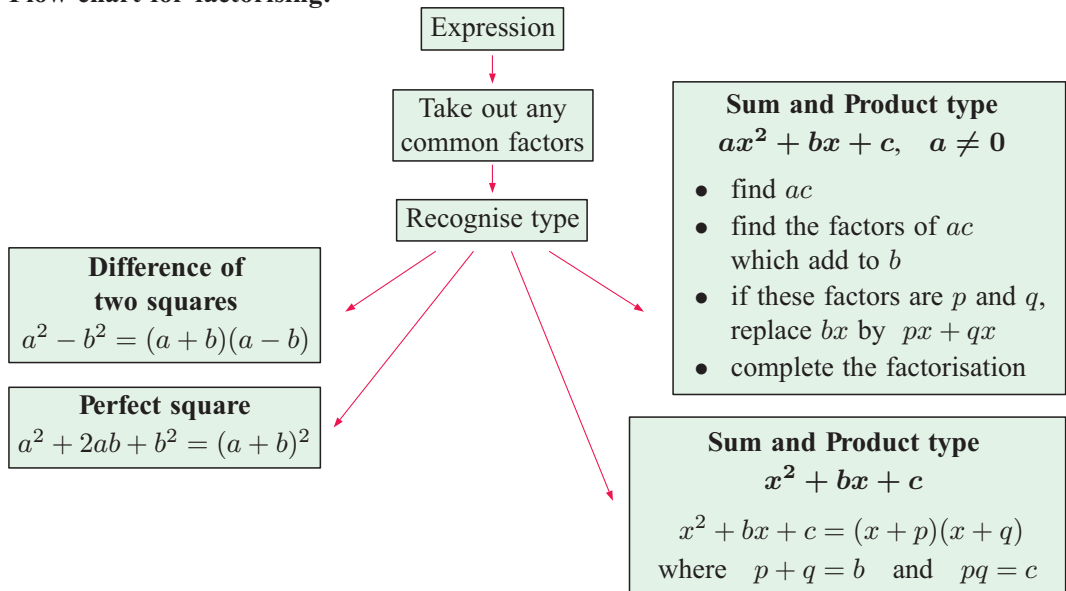 Flow chart for factorising:
Expression
Take out any
common factors
Recognise type
Difference of
two squares
a² − b² = (a + b)(a − b)
Perfect square
a² + 2ab + b² = (a + b)²
Sum and Product type
ax² + bx + c, a ≠ 0
• find ac
• find the factors of ac
which add to b
• if these factors are p and q,
replace bx by px + qx
• complete the factorisation
Sum and Product type
x² + bx + c
x² + bx + c = (x + p)(x + q)
where p + q = b and pq = c